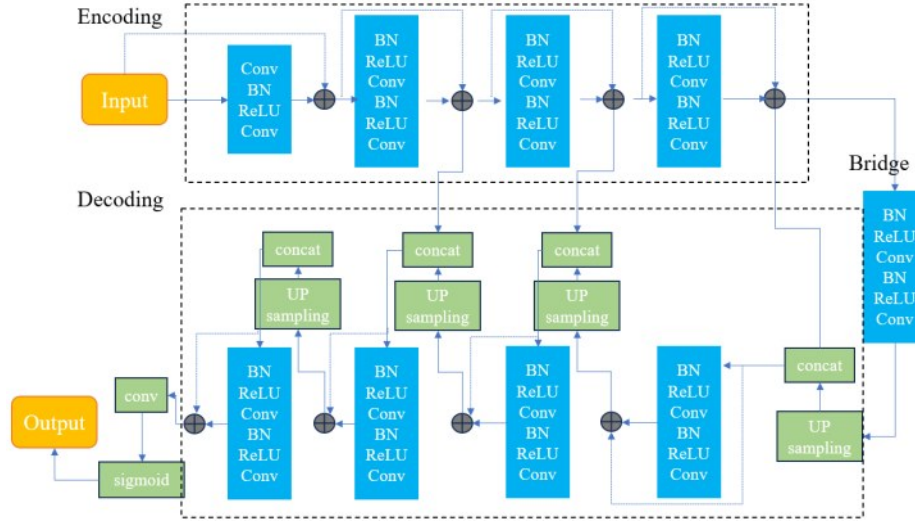 Encoding
Input
Conv
BN
ReLU
Conv
BN
ReLU
Conv
BN
ReLU
Conv
BN
ReLU
Conv
BN
ReLU
Conv
BN
ReLU
Conv
BN
ReLU
Conv
Bridge
BN
ReLU
Conv
BN
ReLU
Conv
Decoding
concat
UP
sampling
concat
UP
sampling
concat
UP
sampling
concat
UP
sampling
BN
ReLU
Conv
BN
ReLU
Conv
BN
ReLU
Conv
BN
ReLU
Conv
BN
ReLU
Conv
BN
ReLU
Conv
BN
ReLU
Conv
BN
ReLU
Conv
conv
sigmoid
Output